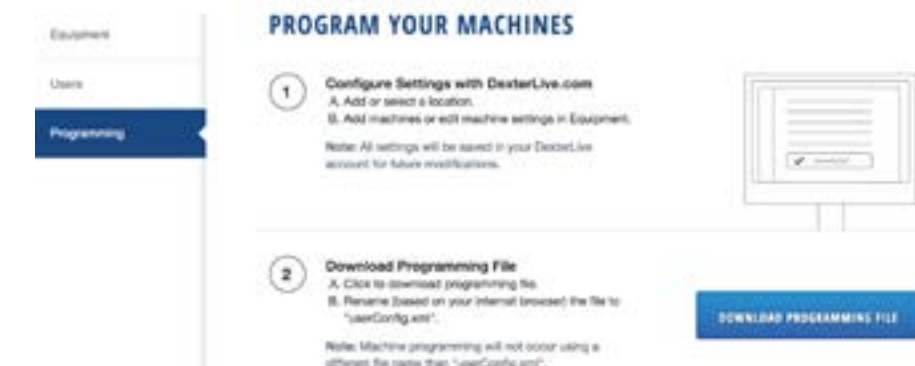 Equipment
Users
Programming
PROGRAM YOUR MACHINES
1
Configure Settings with DexterLive.com
A. Add or select a location.
B. Add machines or edit machine settings in Equipment.
Note: All settings will be saved in your DexterLive
account for future modifications.
2
Download Programming File
A. Click to download programming file.
B. Rename (based on your internet browser) the file to
"userConfig.xml".
Note: Machine programming will not occur using a
different file name than "userConfig.xml".
DOWNLOAD PROGRAMMING FILE